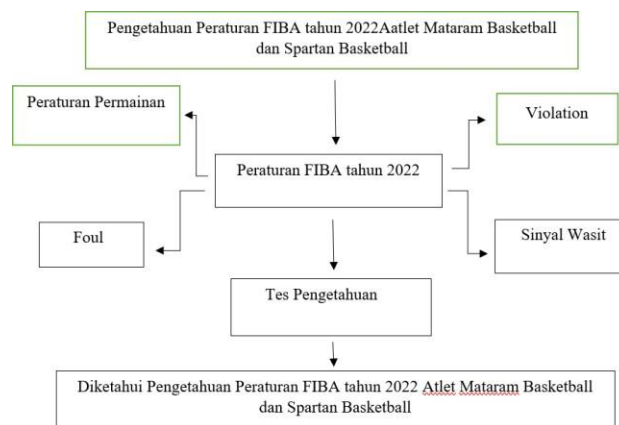 Pengetahuan Peraturan FIBA tahun 2022Aatlet Mataram Basketball
dan Spartan Basketball
Peraturan Permainan
Violation
Peraturan FIBA tahun 2022
Foul
Sinyal Wasit
Tes Pengetahuan
Diketahui Pengetahuan Peraturan FIBA tahun 2022 Atlet Mataram Basketball
dan Spartan Basketball